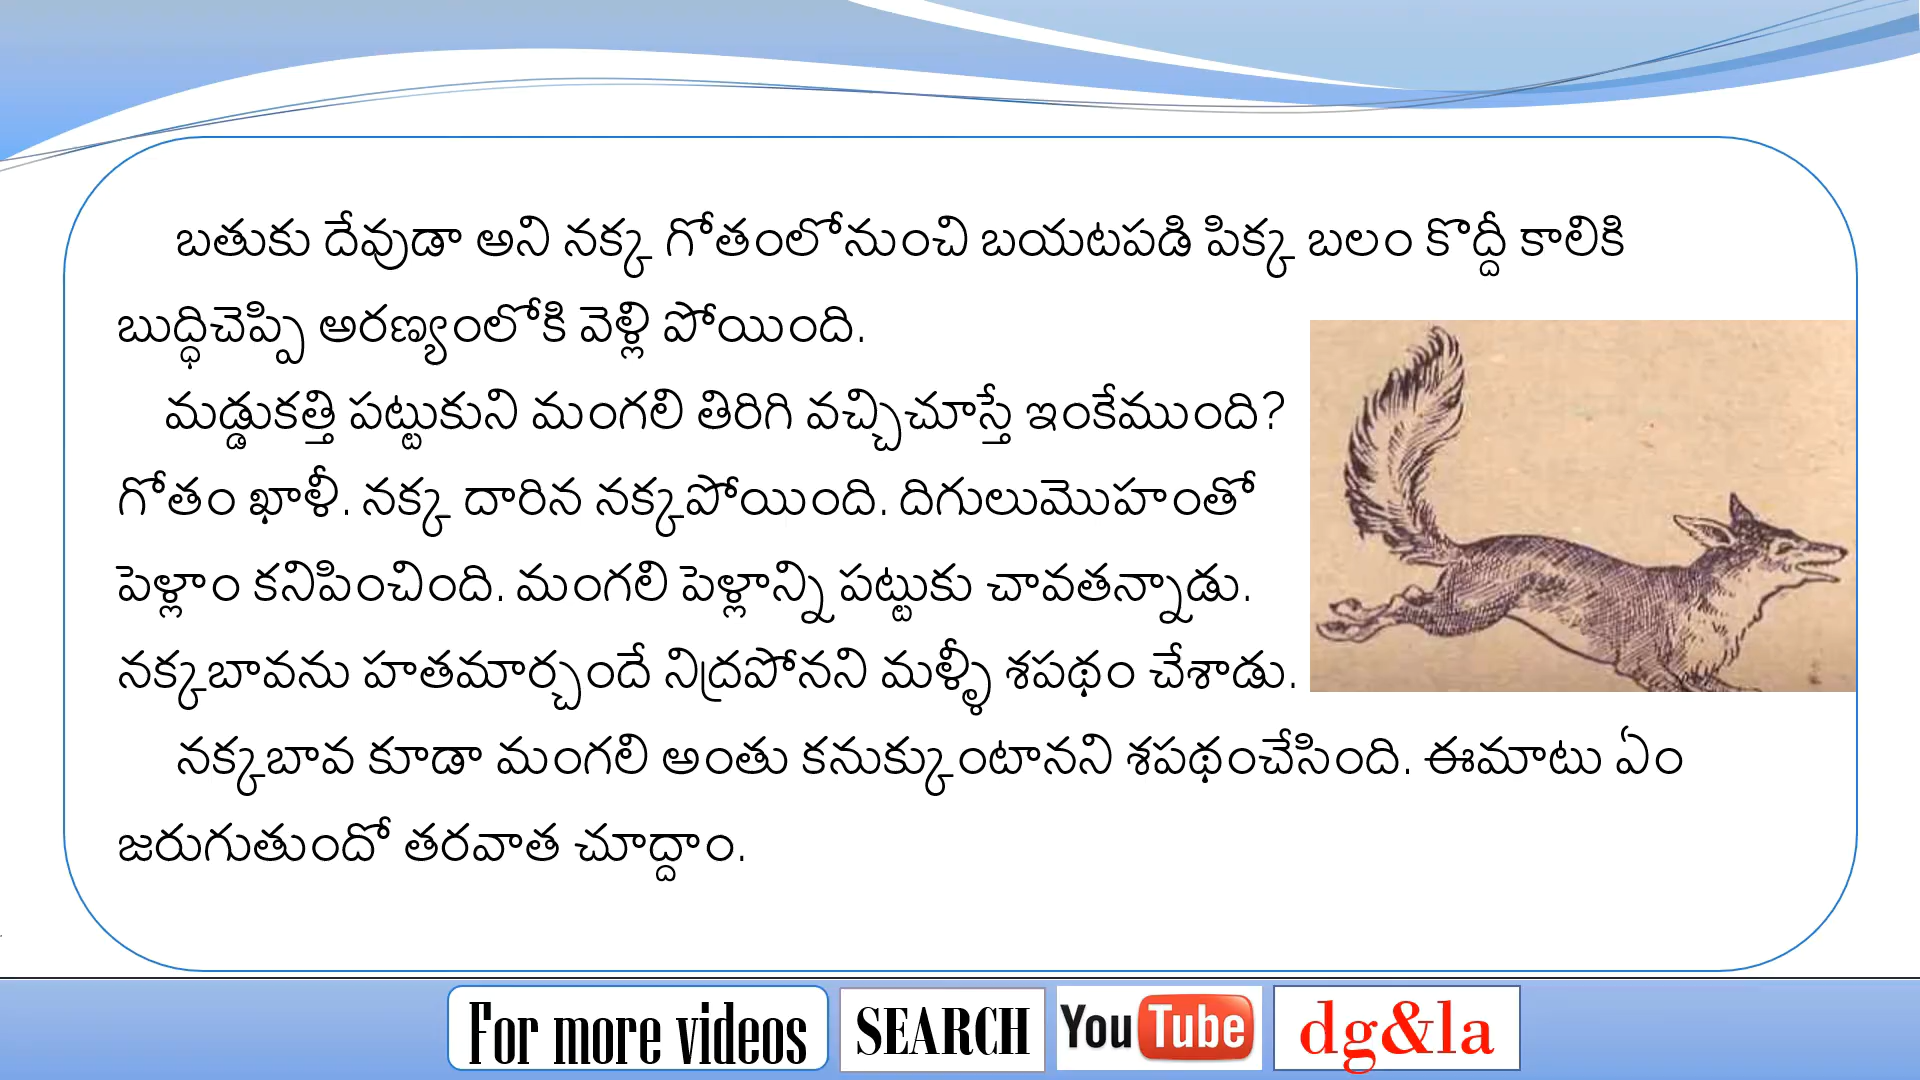 బతుకు దేవుడా అని నక్క గోతంలోనుంచి బయటపడి పిక్క బలం కొద్దీ కాలికి
బుద్ధిచెప్పి అరణ్యంలోకి వెళ్లి పోయింది.
మడ్డుకత్తి పట్టుకుని మంగలి తిరిగి వచ్చిచూస్తే ఇంకేముంది?
గోతం ఖాళీ. నక్క దారిన నక్కపోయింది. దిగులుమొహంతో
పెళ్లాం కనిపించింది. మంగలి పెళ్లాన్ని పట్టుకు చావతన్నాడు.
నక్కబావను హతమార్చందే నిద్రపోనని మళ్ళీ శపథం చేశాడు.
నక్కబావ కూడా మంగలి అంతు కనుక్కుంటానని శపథంచేసింది. ఈమాటు ఏం
జరుగుతుందో తరవాత చూద్దాం.
For more videos SEARCH YouTube dg&la